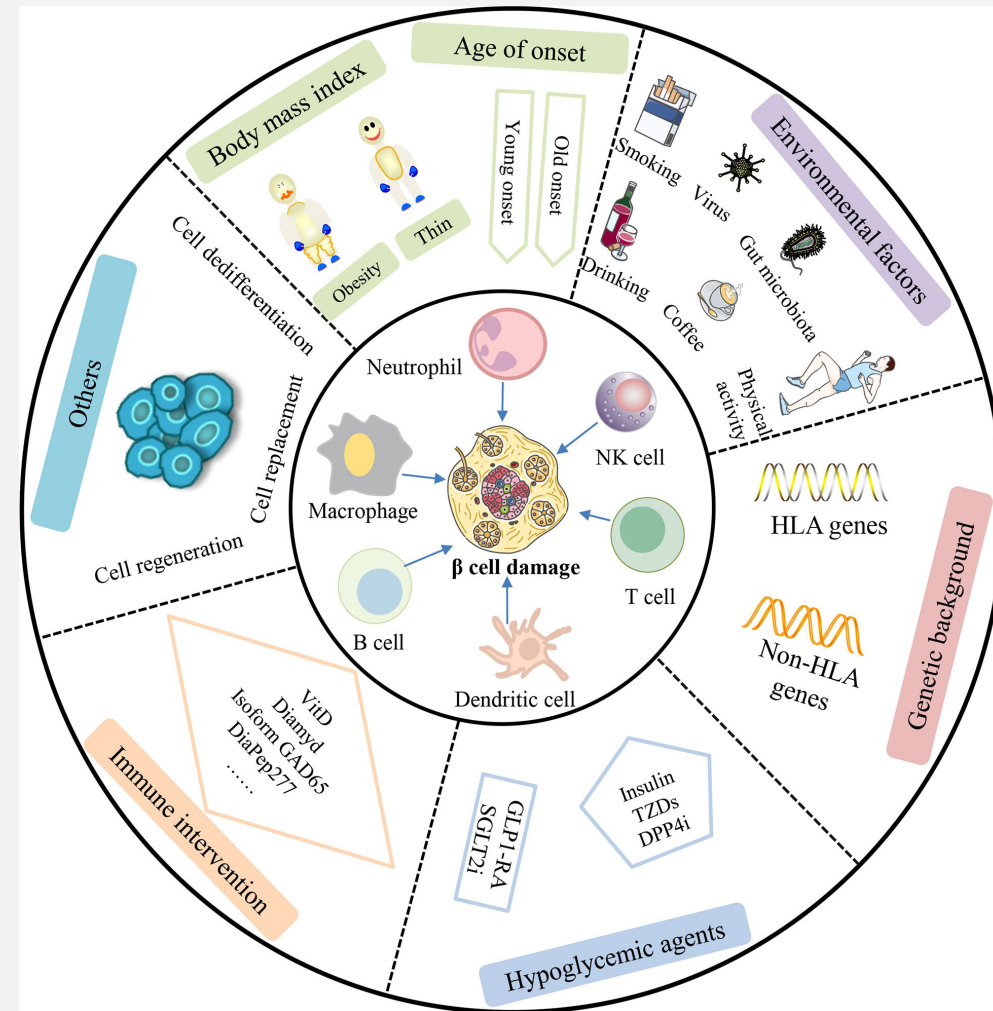 Body mass index
Age of onset
Obesity
Thin
Young onset
Old onset
Environmental factors
Smoking
Virus
Drinking
Gut microbiota
Coffee
Physical
activity
Genetic background
HLA genes
Non-HLA
genes
Hypoglycemic agents
Insulin
TZDs
DPP4i
GLP1-RA
SGLT2i
Immune intervention
VitD
Diamyd
Isoform GAD65
DiaPep277
......
Others
Cell dedifferentiation
Cell replacement
Cell regeneration
Neutrophil
NK cell
Macrophage
β cell damage
T cell
B cell
Dendritic cell